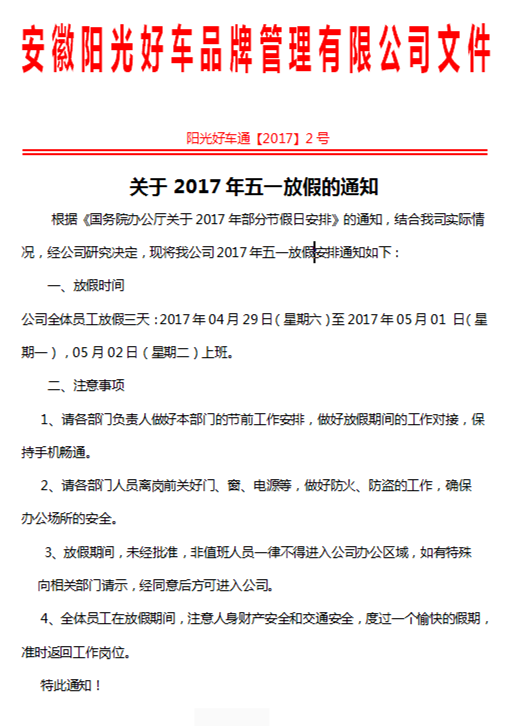 安徽阳光好车品牌管理有限公司文件
阳光好车通【2017】2 号
关于 2017 年五一放假的通知
根据《国务院办公厅关于 2017 年部分节假日安排》的通知，结合我司实际情
况，经公司研究决定，现将我公司 2017 年五一放假安排通知如下：
一、放假时间
公司全体员工放假三天：2017 年 04 月 29 日（星期六）至 2017 年 05 月 01 日（星
期一），05 月 02 日（星期二）上班。
二、注意事项
1、请各部门负责人做好本部门的节前工作安排，做好放假期间的工作对接，保
持手机畅通。
2、请各部门人员离岗前关好门、窗、电源等，做好防火、防盗的工作，确保
办公场所的安全。
3、放假期间，未经批准，非值班人员一律不得进入公司办公区域，如有特殊
向相关部门请示，经同意后方可进入公司。
4、全体员工在放假期间，注意人身财产安全和交通安全，度过一个愉快的假期，
准时返回工作岗位。
特此通知！